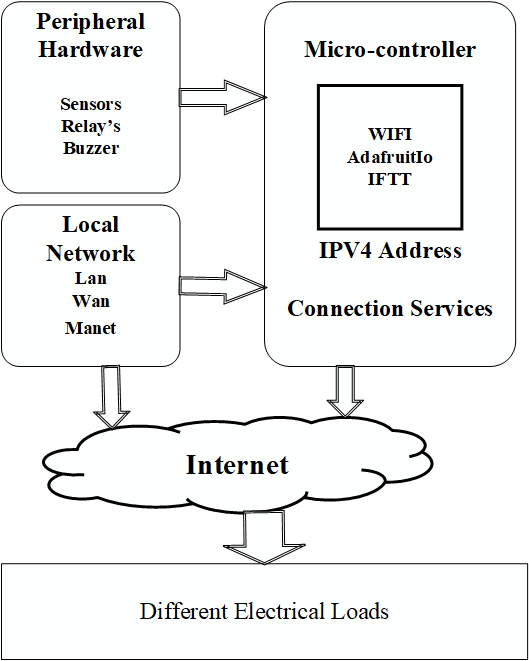 Peripheral
Hardware
Sensors
Relay's
Buzzer
Micro-controller
WIFI
AdafruitIo
IFTT
IPV4 Address
Connection Services
Local
Network
Lan
Wan
Manet
Internet
Different Electrical Loads